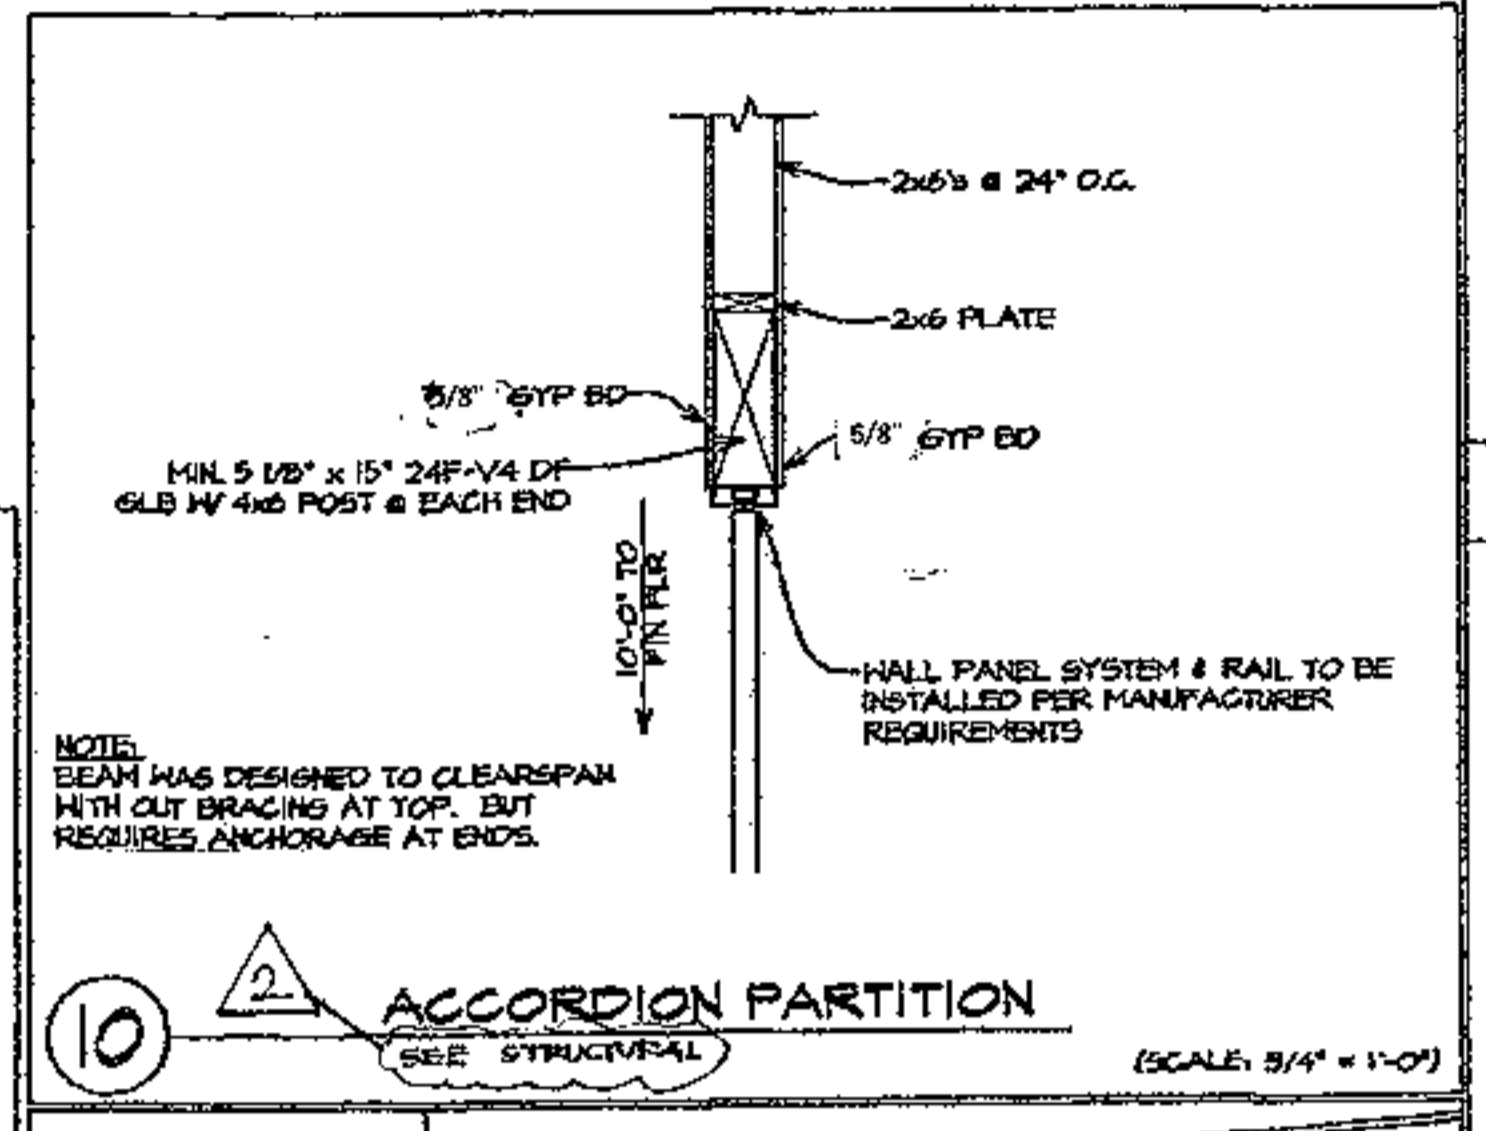 2x6's @ 24" O.C.
2x6 PLATE
5/8" GYP BD
5/8" GYP BD
MIN. 5 1/8" x 15" 24F-V4 DF
GLB W/ 4x6 POST @ EACH END
10'-0" TO
FIN FLR
WALL PANEL SYSTEM & RAIL TO BE
INSTALLED PER MANUFACTURER
REQUIREMENTS
NOTE:
BEAM WAS DESIGNED TO CLEARSPAN
WITH OUT BRACING AT TOP. BUT
REQUIRES ANCHORAGE AT ENDS.
2
10
ACCORDION PARTITION
SEE STRUCTURAL
(SCALE: 3/4" = 1'-0")